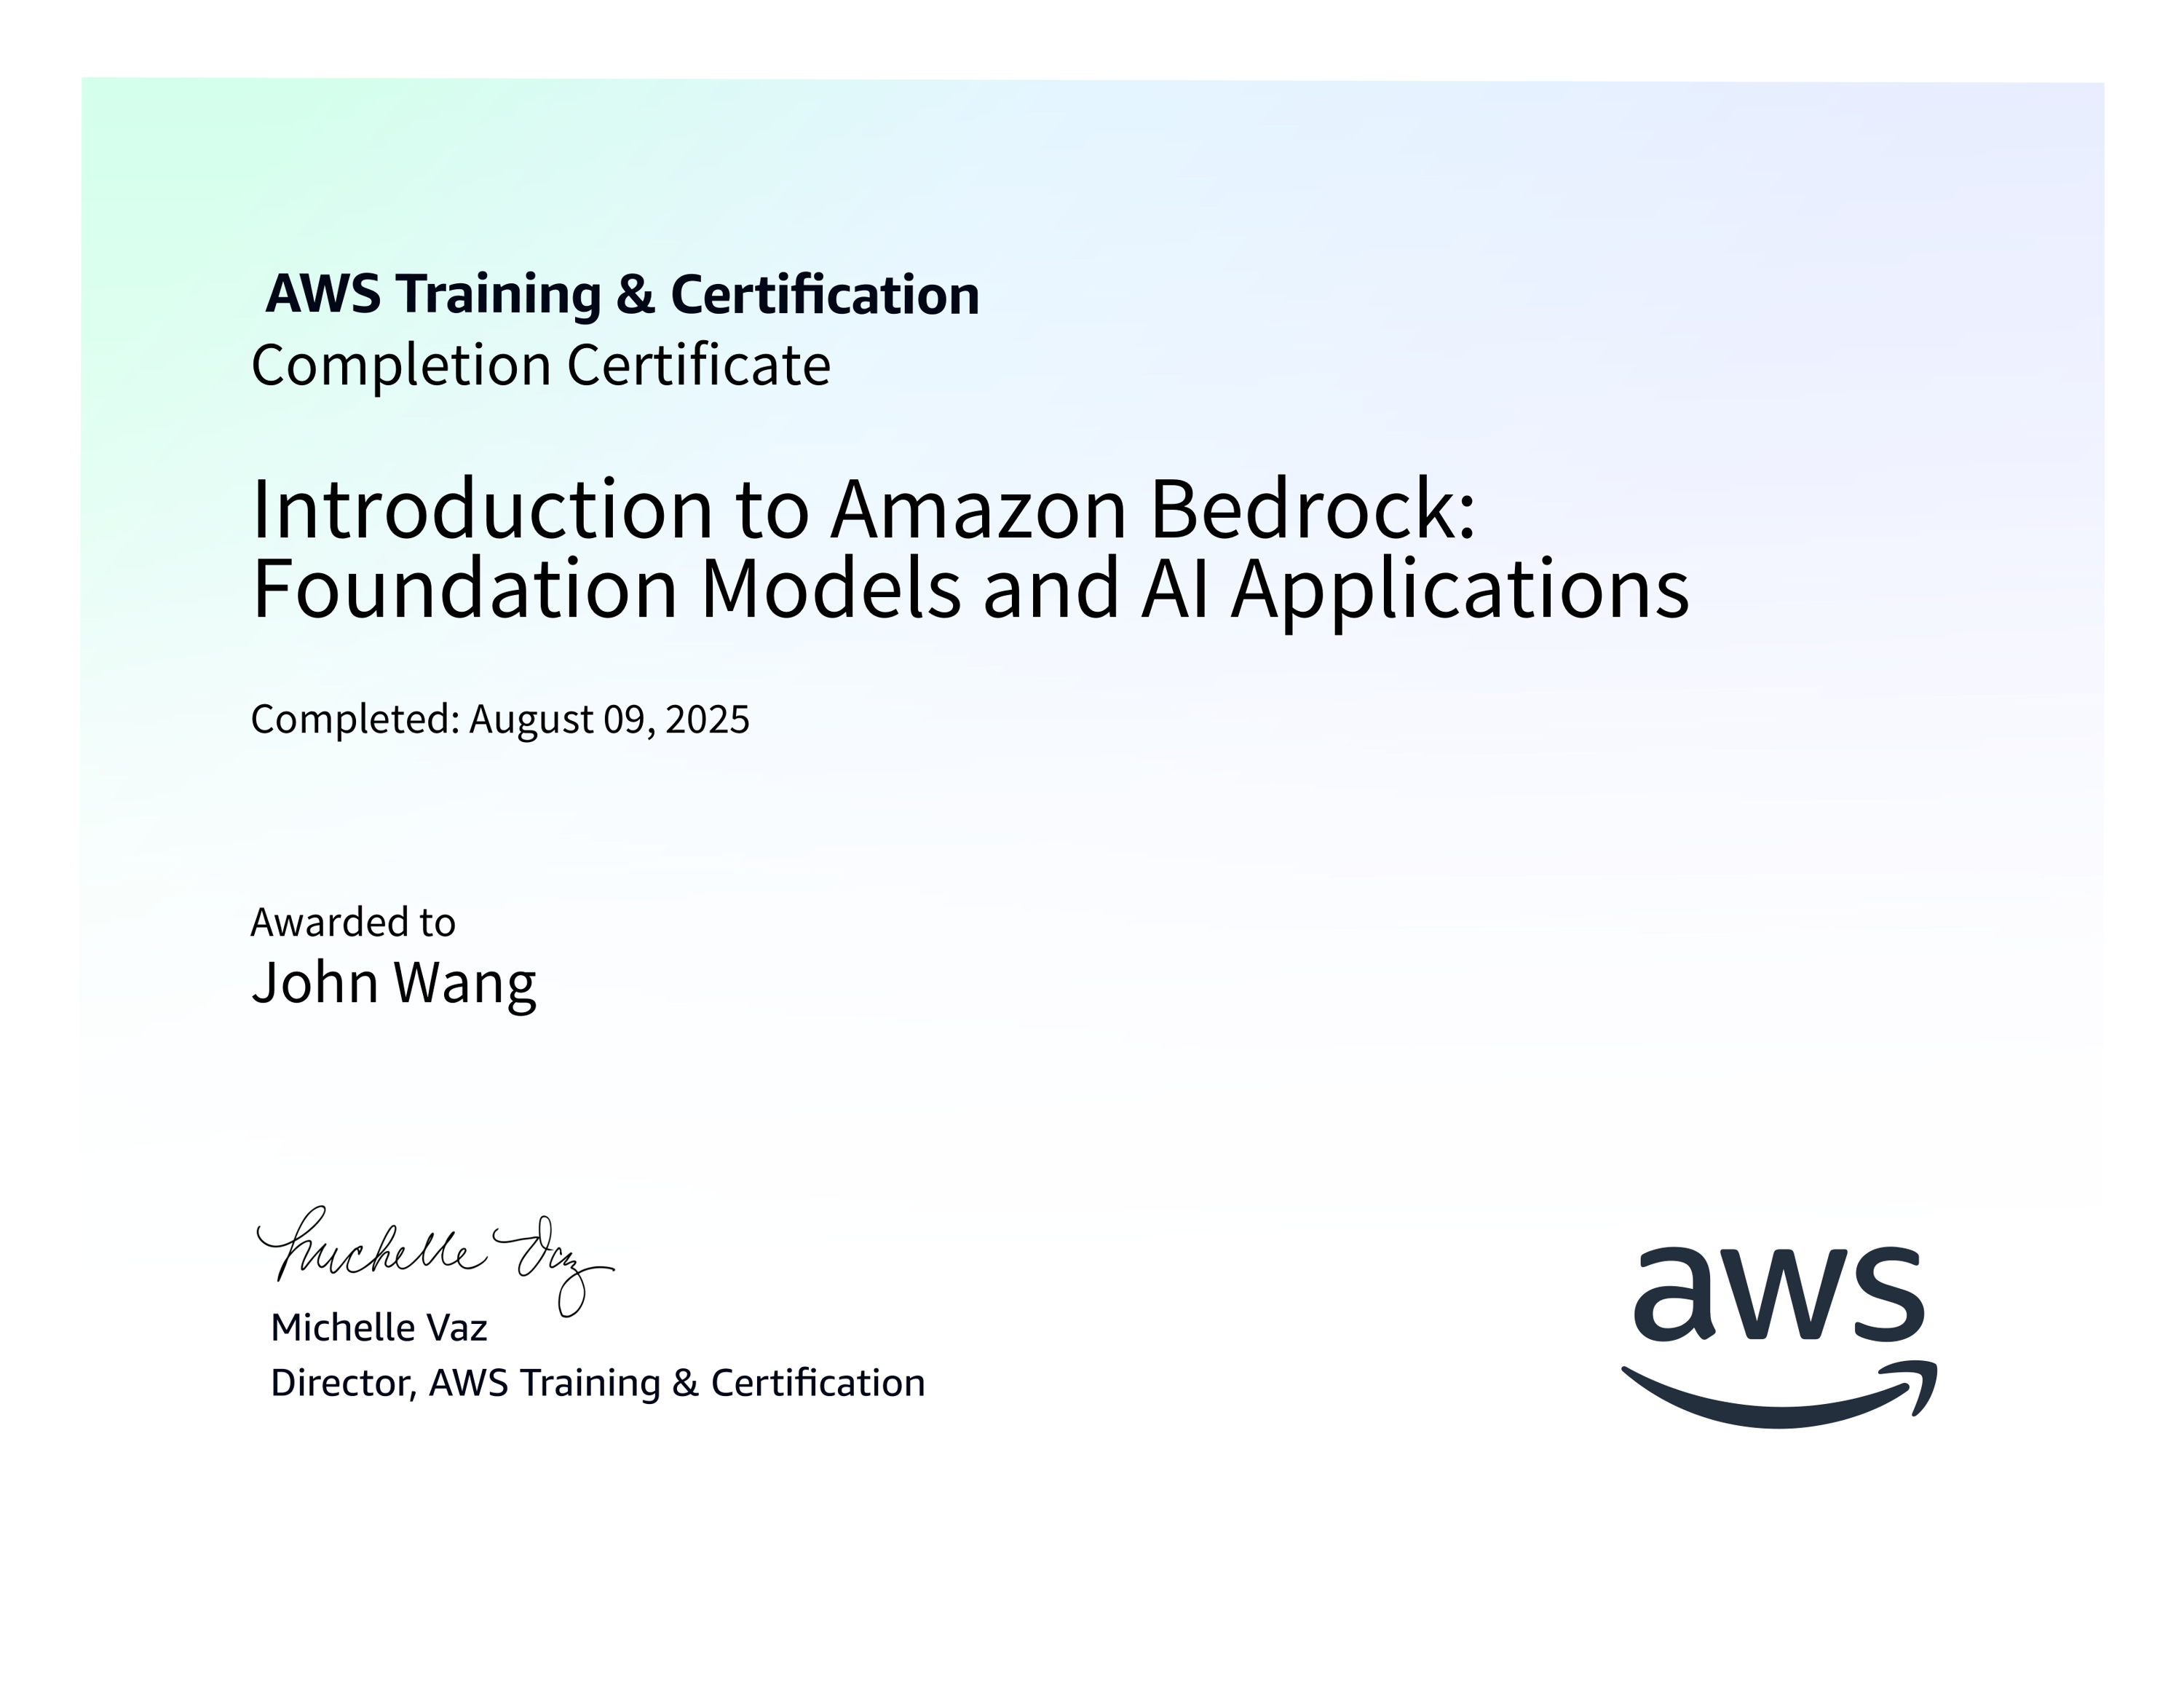 AWS Training & Certification
Completion Certificate
Introduction to Amazon Bedrock:
Foundation Models and AI Applications
Completed: August 09, 2025
Awarded to
John Wang
Michelle Vaz
Michelle Vaz
Director, AWS Training & Certification
aws